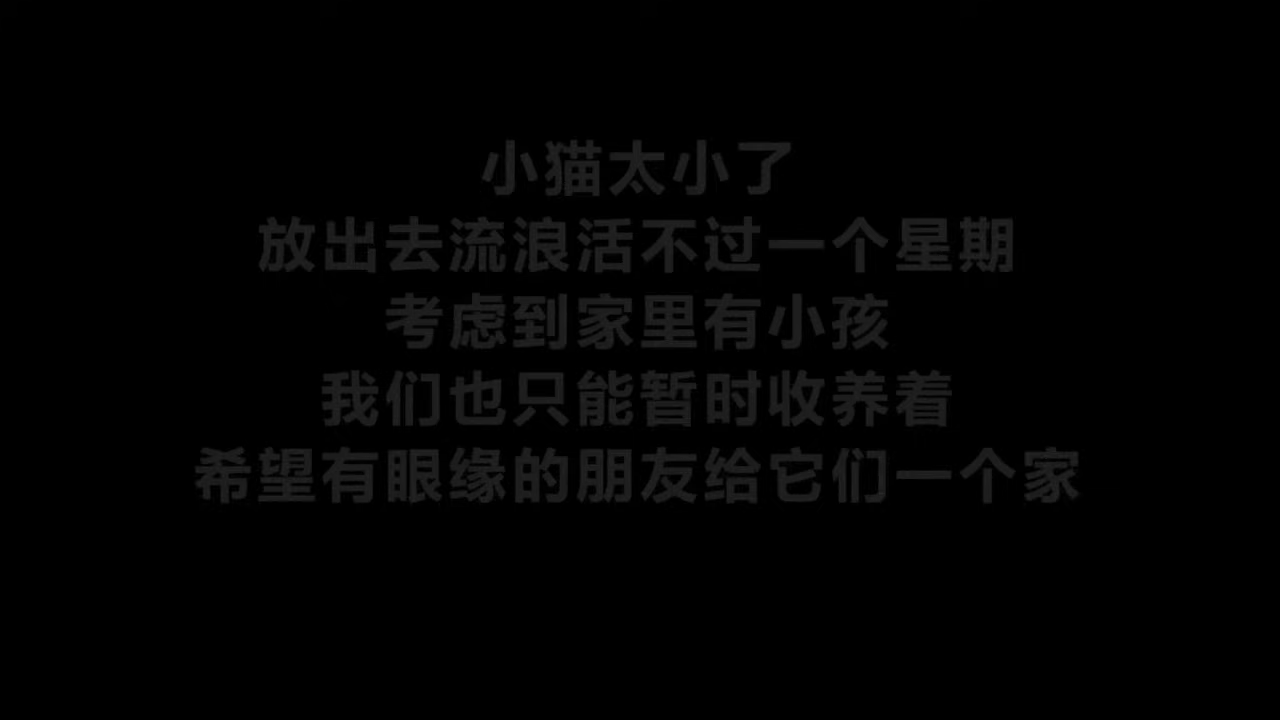 小猫太小了
放出去流浪活不过一个星期
考虑到家里有小孩
我们也只能暂时收养着
希望有眼缘的朋友给它们一个家